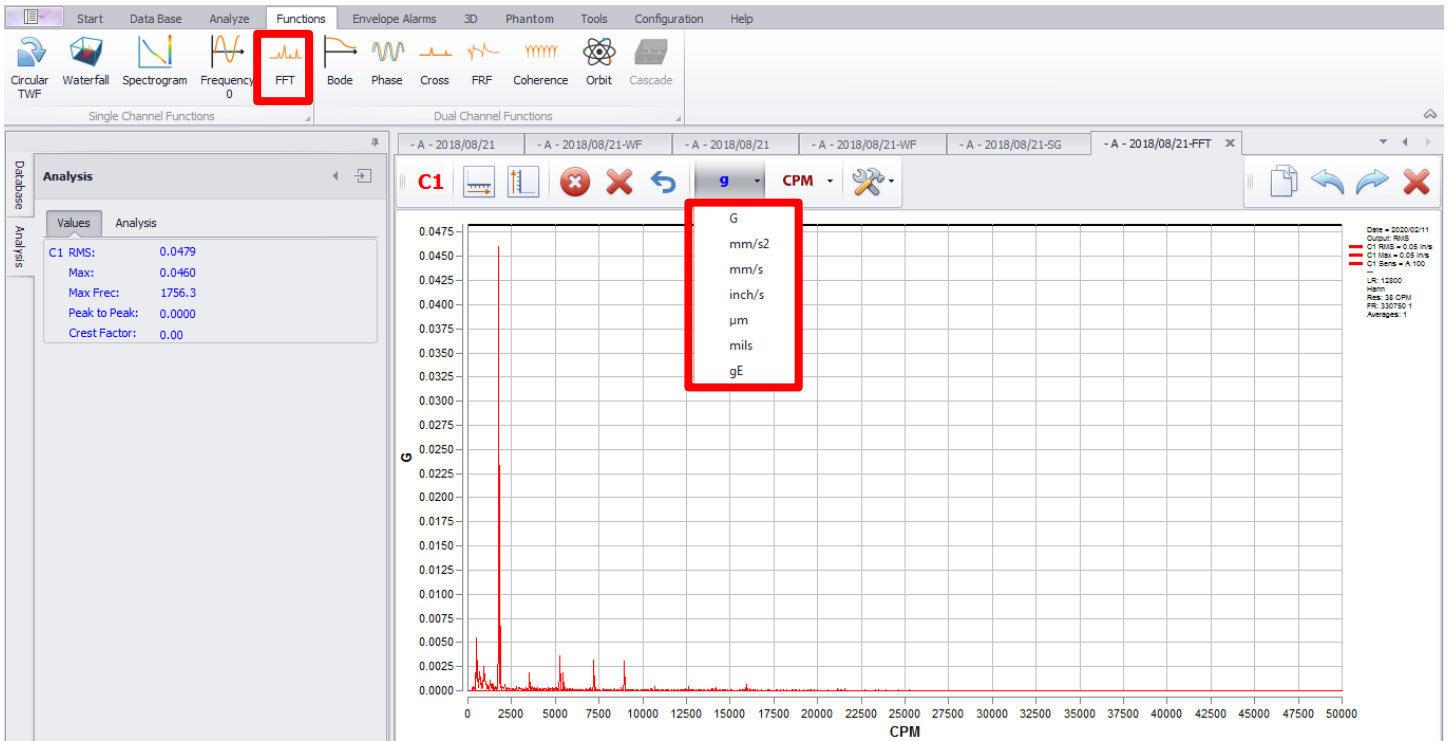 Start Data Base Analyze Functions Envelope Alarms 3D Phantom Tools Configuration Help
Circular TWF
Waterfall
Spectrogram
Frequency 0
FFT
Bode
Phase
Cross
FRF
Coherence
Orbit
Cascade
Single Channel Functions
Dual Channel Functions
Database
Analysis
Analysis
Values Analysis
C1 RMS: 0.0479
Max: 0.0460
Max Frec: 1756.3
Peak to Peak: 0.0000
Crest Factor: 0.00
- A - 2018/08/21
- A - 2018/08/21-WF
- A - 2018/08/21
- A - 2018/08/21-WF
- A - 2018/08/21-SG
- A - 2018/08/21-FFT
C1
g
CPM
G
mm/s2
mm/s
inch/s
µm
mils
gE
Date = 2020/02/11
Output: RMS
C1 RMS = 0.05 in/s
C1 Max = 0.05 in/s
C1 Sens = A 100
---
LR: 12800
Hann
Res: 38 CPM
FR: 330750 1
Averages: 1
0.0475
0.0450
0.0425
0.0400
0.0375
0.0350
0.0325
0.0300
0.0275
0.0250
0.0225
0.0200
0.0175
0.0150
0.0125
0.0100
0.0075
0.0050
0.0025
0.0000
G
0 2500 5000 7500 10000 12500 15000 17500 20000 22500 25000 27500 30000 32500 35000 37500 40000 42500 45000 47500 50000
CPM